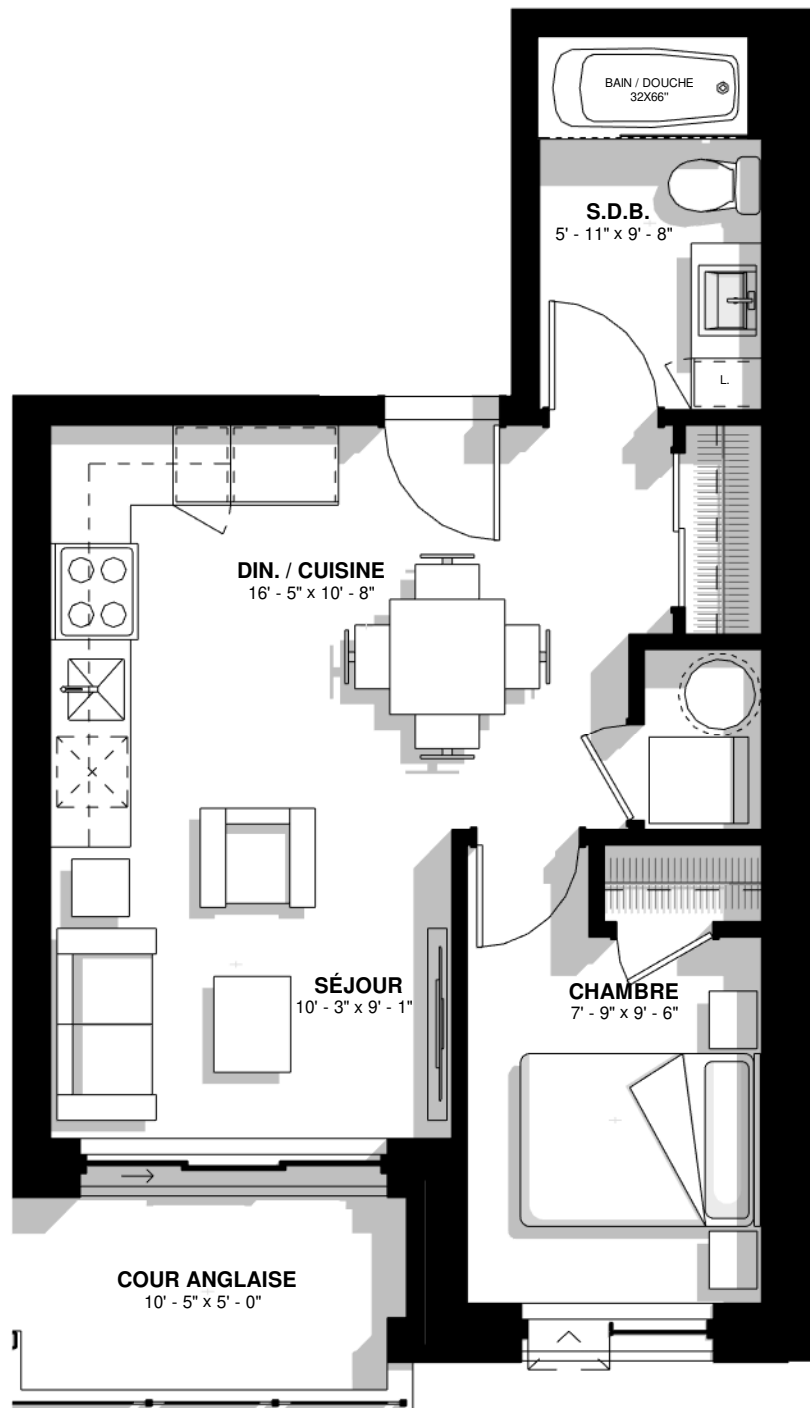 BAIN / DOUCHE
32X66"
S.D.B.
5' - 11" x 9' - 8"
L.
DIN. / CUISINE
16' - 5" x 10' - 8"
SÉJOUR
10' - 3" x 9' - 1"
CHAMBRE
7' - 9" x 9' - 6"
COUR ANGLAISE
10' - 5" x 5' - 0"